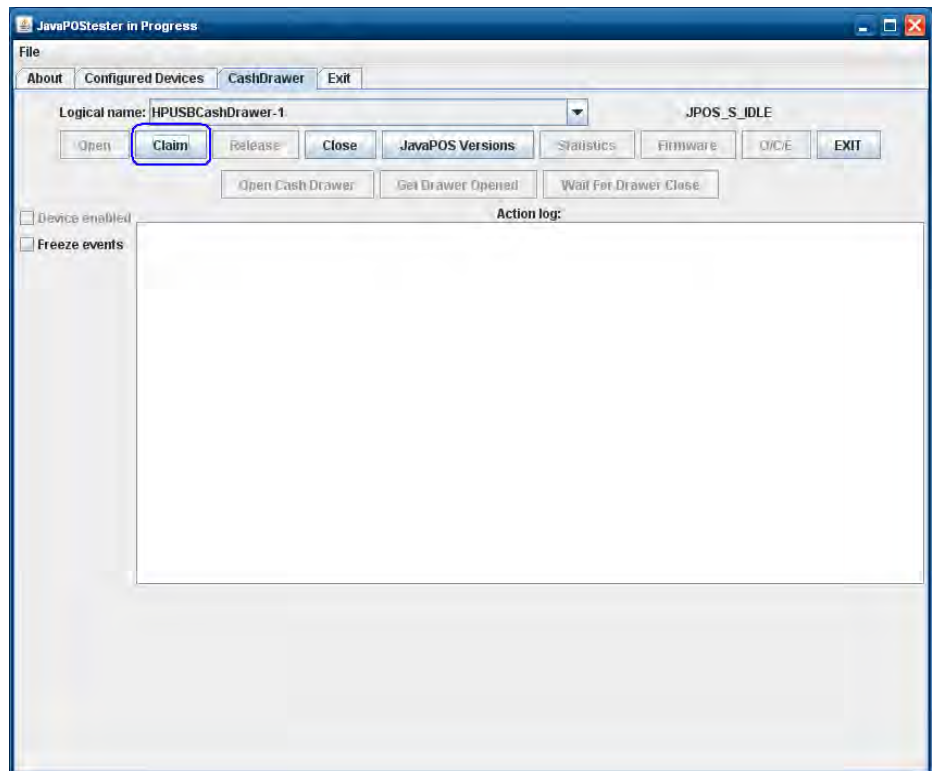 JavaPOStester in Progress
File
About Configured Devices CashDrawer Exit
Logical name: HPUSBCashDrawer-1 JPOS_S_IDLE
Open Claim Release Close JavaPOS Versions Statistics Firmware O/C/E EXIT
Open Cash Drawer Get Drawer Opened Wait For Drawer Close
Device enabled Action log:
Freeze events